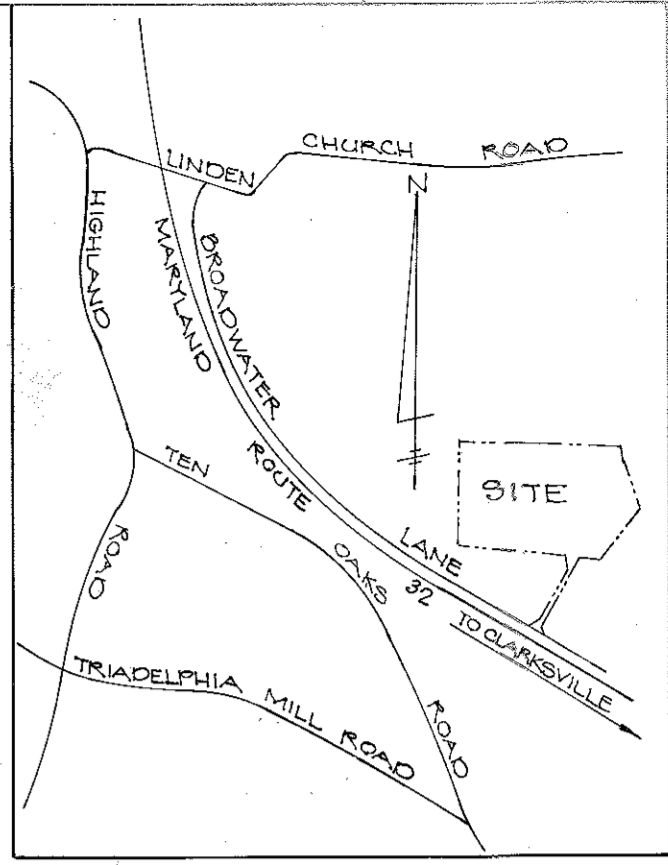 LINDEN CHURCH ROAD
N
HIGHLAND ROAD
MARYLAND ROUTE 32
BROADWATER LANE
TEN OAKS ROAD
SITE
TO CLARKSVILLE
TRIADELPHIA MILL ROAD